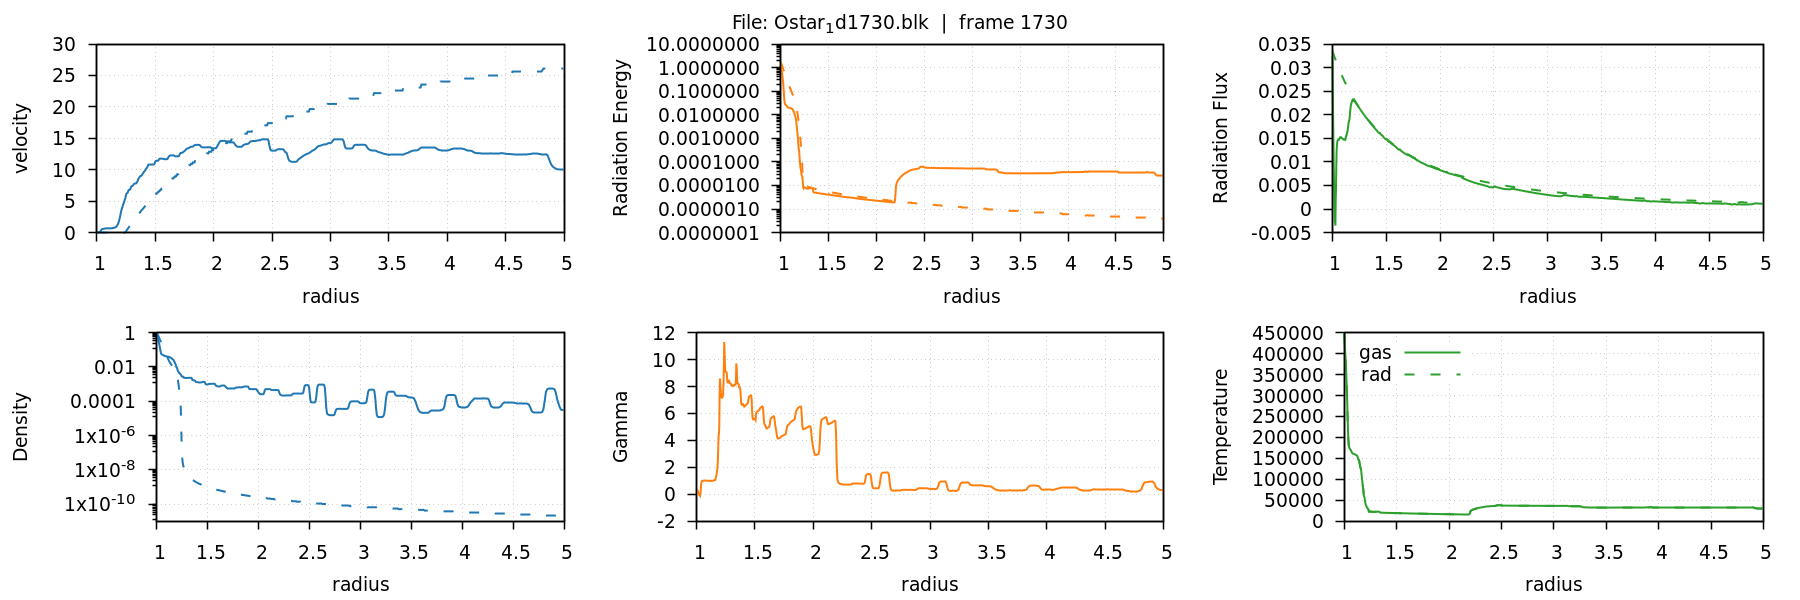 File: Ostar1d1730.blk | frame 1730
velocity
30
25
20
15
10
5
0
1 1.5 2 2.5 3 3.5 4 4.5 5
radius
Radiation Energy
10.0000000
1.0000000
0.1000000
0.0100000
0.0010000
0.0001000
0.0000100
0.0000010
0.0000001
1 1.5 2 2.5 3 3.5 4 4.5 5
radius
Radiation Flux
0.035
0.03
0.025
0.02
0.015
0.01
0.005
0
-0.005
1 1.5 2 2.5 3 3.5 4 4.5 5
radius
Density
1
0.01
0.0001
1x10-6
1x10-8
1x10-10
1 1.5 2 2.5 3 3.5 4 4.5 5
radius
Gamma
12
10
8
6
4
2
0
-2
1 1.5 2 2.5 3 3.5 4 4.5 5
radius
Temperature
450000
400000
350000
300000
250000
200000
150000
100000
50000
0
gas
rad
1 1.5 2 2.5 3 3.5 4 4.5 5
radius